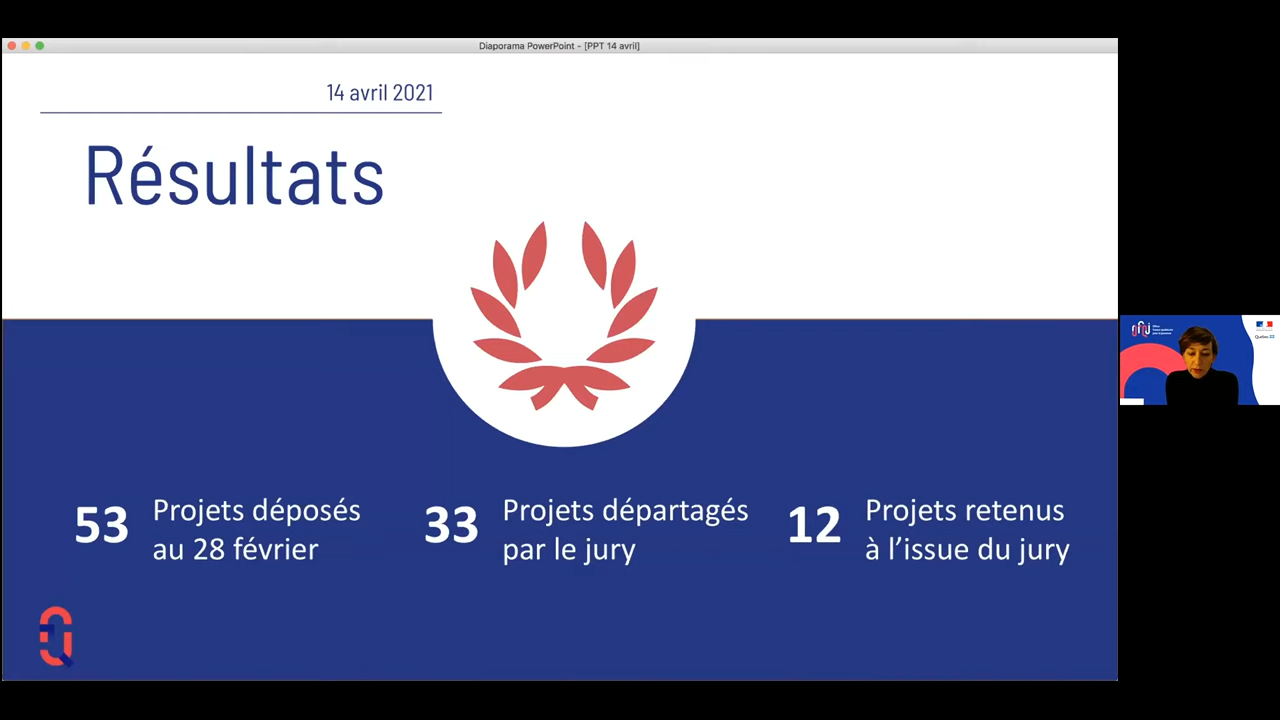 Diaporama PowerPoint - [PPT 14 avril]
14 avril 2021
Résultats
53 Projets déposés
au 28 février
33 Projets départagés
par le jury
12 Projets retenus
à l'issue du jury